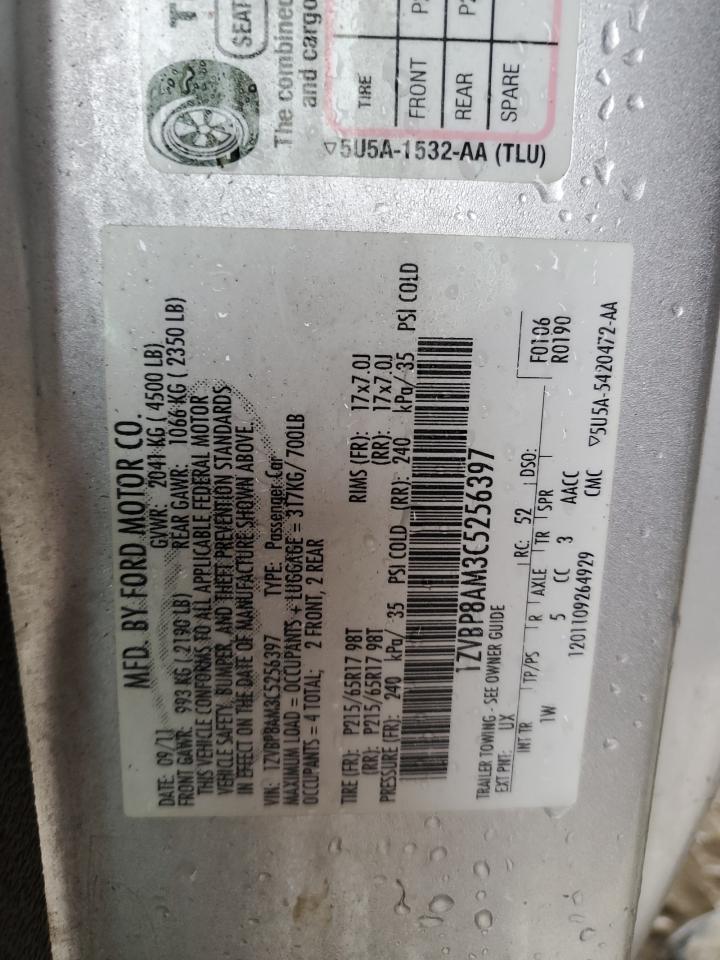 T
SEAT
The combined
and cargo
TIRE
FRONT P2
REAR P2
SPARE
▽5U5A-1532-AA (TLU)
MFD. BY FORD MOTOR CO.
DATE: 09/11 GVWR: 2041 KG ( 4500 LB)
FRONT GAWR: 993 KG ( 2190 LB) REAR GAWR: 1066 KG ( 2350 LB)
THIS VEHICLE CONFORMS TO ALL APPLICABLE FEDERAL MOTOR
VEHICLE SAFETY, BUMPER, AND THEFT PREVENTION STANDARDS
IN EFFECT ON THE DATE OF MANUFACTURE SHOWN ABOVE.
VIN: 1ZVBP8AM3C5256397 TYPE: Passenger Car
MAXIMUM LOAD = OCCUPANTS + LUGGAGE = 317KG/ 700LB
OCCUPANTS = 4 TOTAL; 2 FRONT, 2 REAR
TIRE (FR): P215/65R17 98T RIMS (FR): 17x7.0J
(RR): P215/65R17 98T (RR): 17x7.0J
PRESSURE (FR): 240 kPa/ 35 PSI COLD (RR): 240 kPa/ 35 PSI COLD
1ZVBP8AM3C5256397
TRAILER TOWING - SEE OWNER GUIDE
EXT PNT: UX RC: 52 DSO: F0106
R0190
INT TR TP/PS R AXLE TR SPR
1W 5 CC 3 AACC
1201109264929 CMC ▽5U5A-5420472-AA